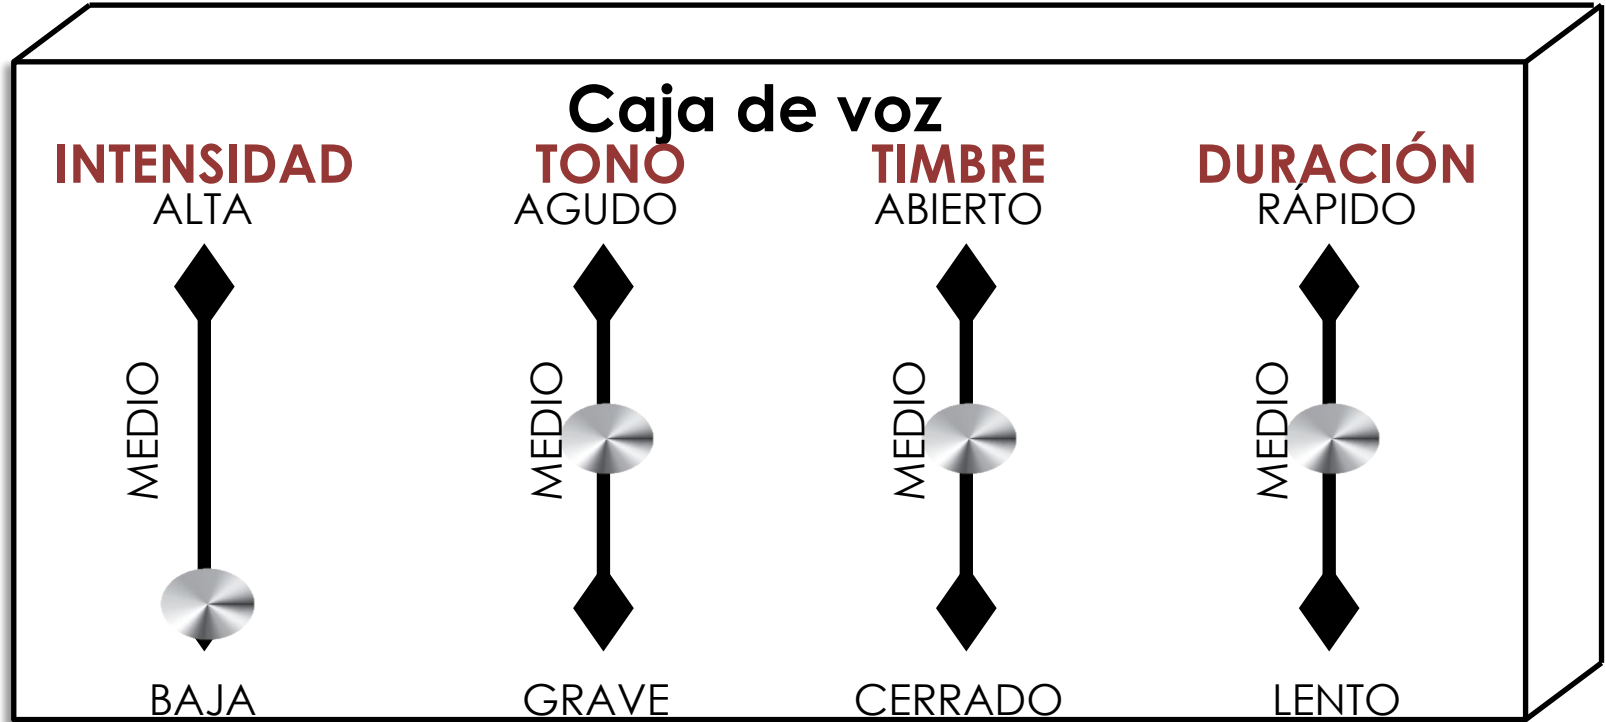 Caja de voz
INTENSIDAD TONO TIMBRE DURACIÓN
ALTA AGUDO ABIERTO RÁPIDO
MEDIO MEDIO MEDIO MEDIO
BAJA GRAVE CERRADO LENTO